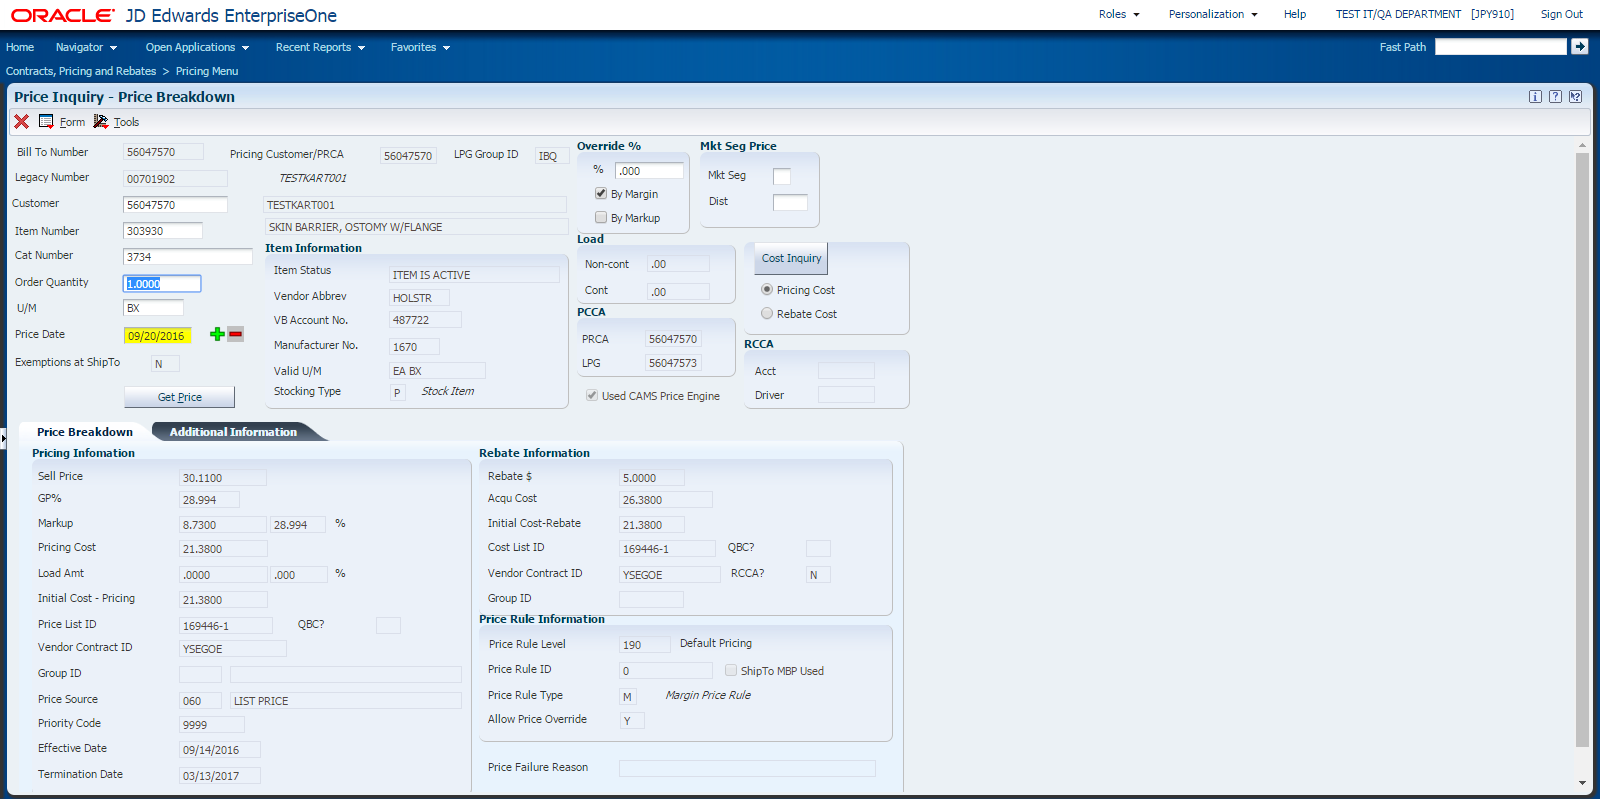 ORACLE JD Edwards EnterpriseOne
Roles Personalization Help TEST IT/QA DEPARTMENT [JPY910] Sign Out
Home Navigator Open Applications Recent Reports Favorites Fast Path
Contracts, Pricing and Rebates > Pricing Menu
Price Inquiry - Price Breakdown
Form Tools
Bill To Number 56047570 Pricing Customer/PRCA 56047570 LPG Group ID IBQ
Legacy Number 00701902 TESTKART001
Customer 56047570 TESTKART001
Item Number 303930 SKIN BARRIER, OSTOMY W/FLANGE
Cat Number 3734
Order Quantity 1.0000
U/M BX
Price Date 09/20/2016
Exemptions at ShipTo N
Get Price
Item Information
Item Status ITEM IS ACTIVE
Vendor Abbrev HOLSTR
VB Account No. 487722
Manufacturer No. 1670
Valid U/M EA BX
Stocking Type P Stock Item
Override %
% .000
By Margin
By Markup
Mkt Seg Price
Mkt Seg
Dist
Load
Non-cont .00
Cont .00
PCCA
PRCA 56047570
LPG 56047573
Used CAMS Price Engine
Cost Inquiry
Pricing Cost
Rebate Cost
RCCA
Acct
Driver
Price Breakdown Additional Information
Pricing Infomation
Sell Price 30.1100
GP% 28.994
Markup 8.7300 28.994 %
Pricing Cost 21.3800
Load Amt .0000 .000 %
Initial Cost - Pricing 21.3800
Price List ID 169446-1 QBC?
Vendor Contract ID YSEGOE
Group ID
Price Source 060 LIST PRICE
Priority Code 9999
Effective Date 09/14/2016
Termination Date 03/13/2017
Rebate Information
Rebate $ 5.0000
Acqu Cost 26.3800
Initial Cost-Rebate 21.3800
Cost List ID 169446-1 QBC?
Vendor Contract ID YSEGOE RCCA? N
Group ID
Price Rule Information
Price Rule Level 190 Default Pricing
Price Rule ID 0 ShipTo MBP Used
Price Rule Type M Margin Price Rule
Allow Price Override Y
Price Failure Reason